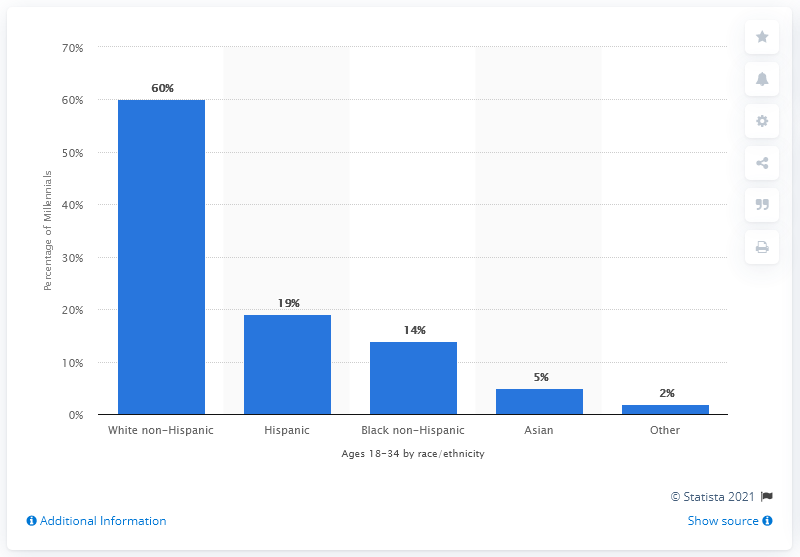 70%
60%
50%
40%
30%
20%
10%
0%
Percentage of Millennials
60%
19%
14%
5%
2%
White non-Hispanic
Hispanic
Black non-Hispanic
Asian
Other
Ages 18-34 by race/ethnicity
© Statista 2021
Additional Information
Show source